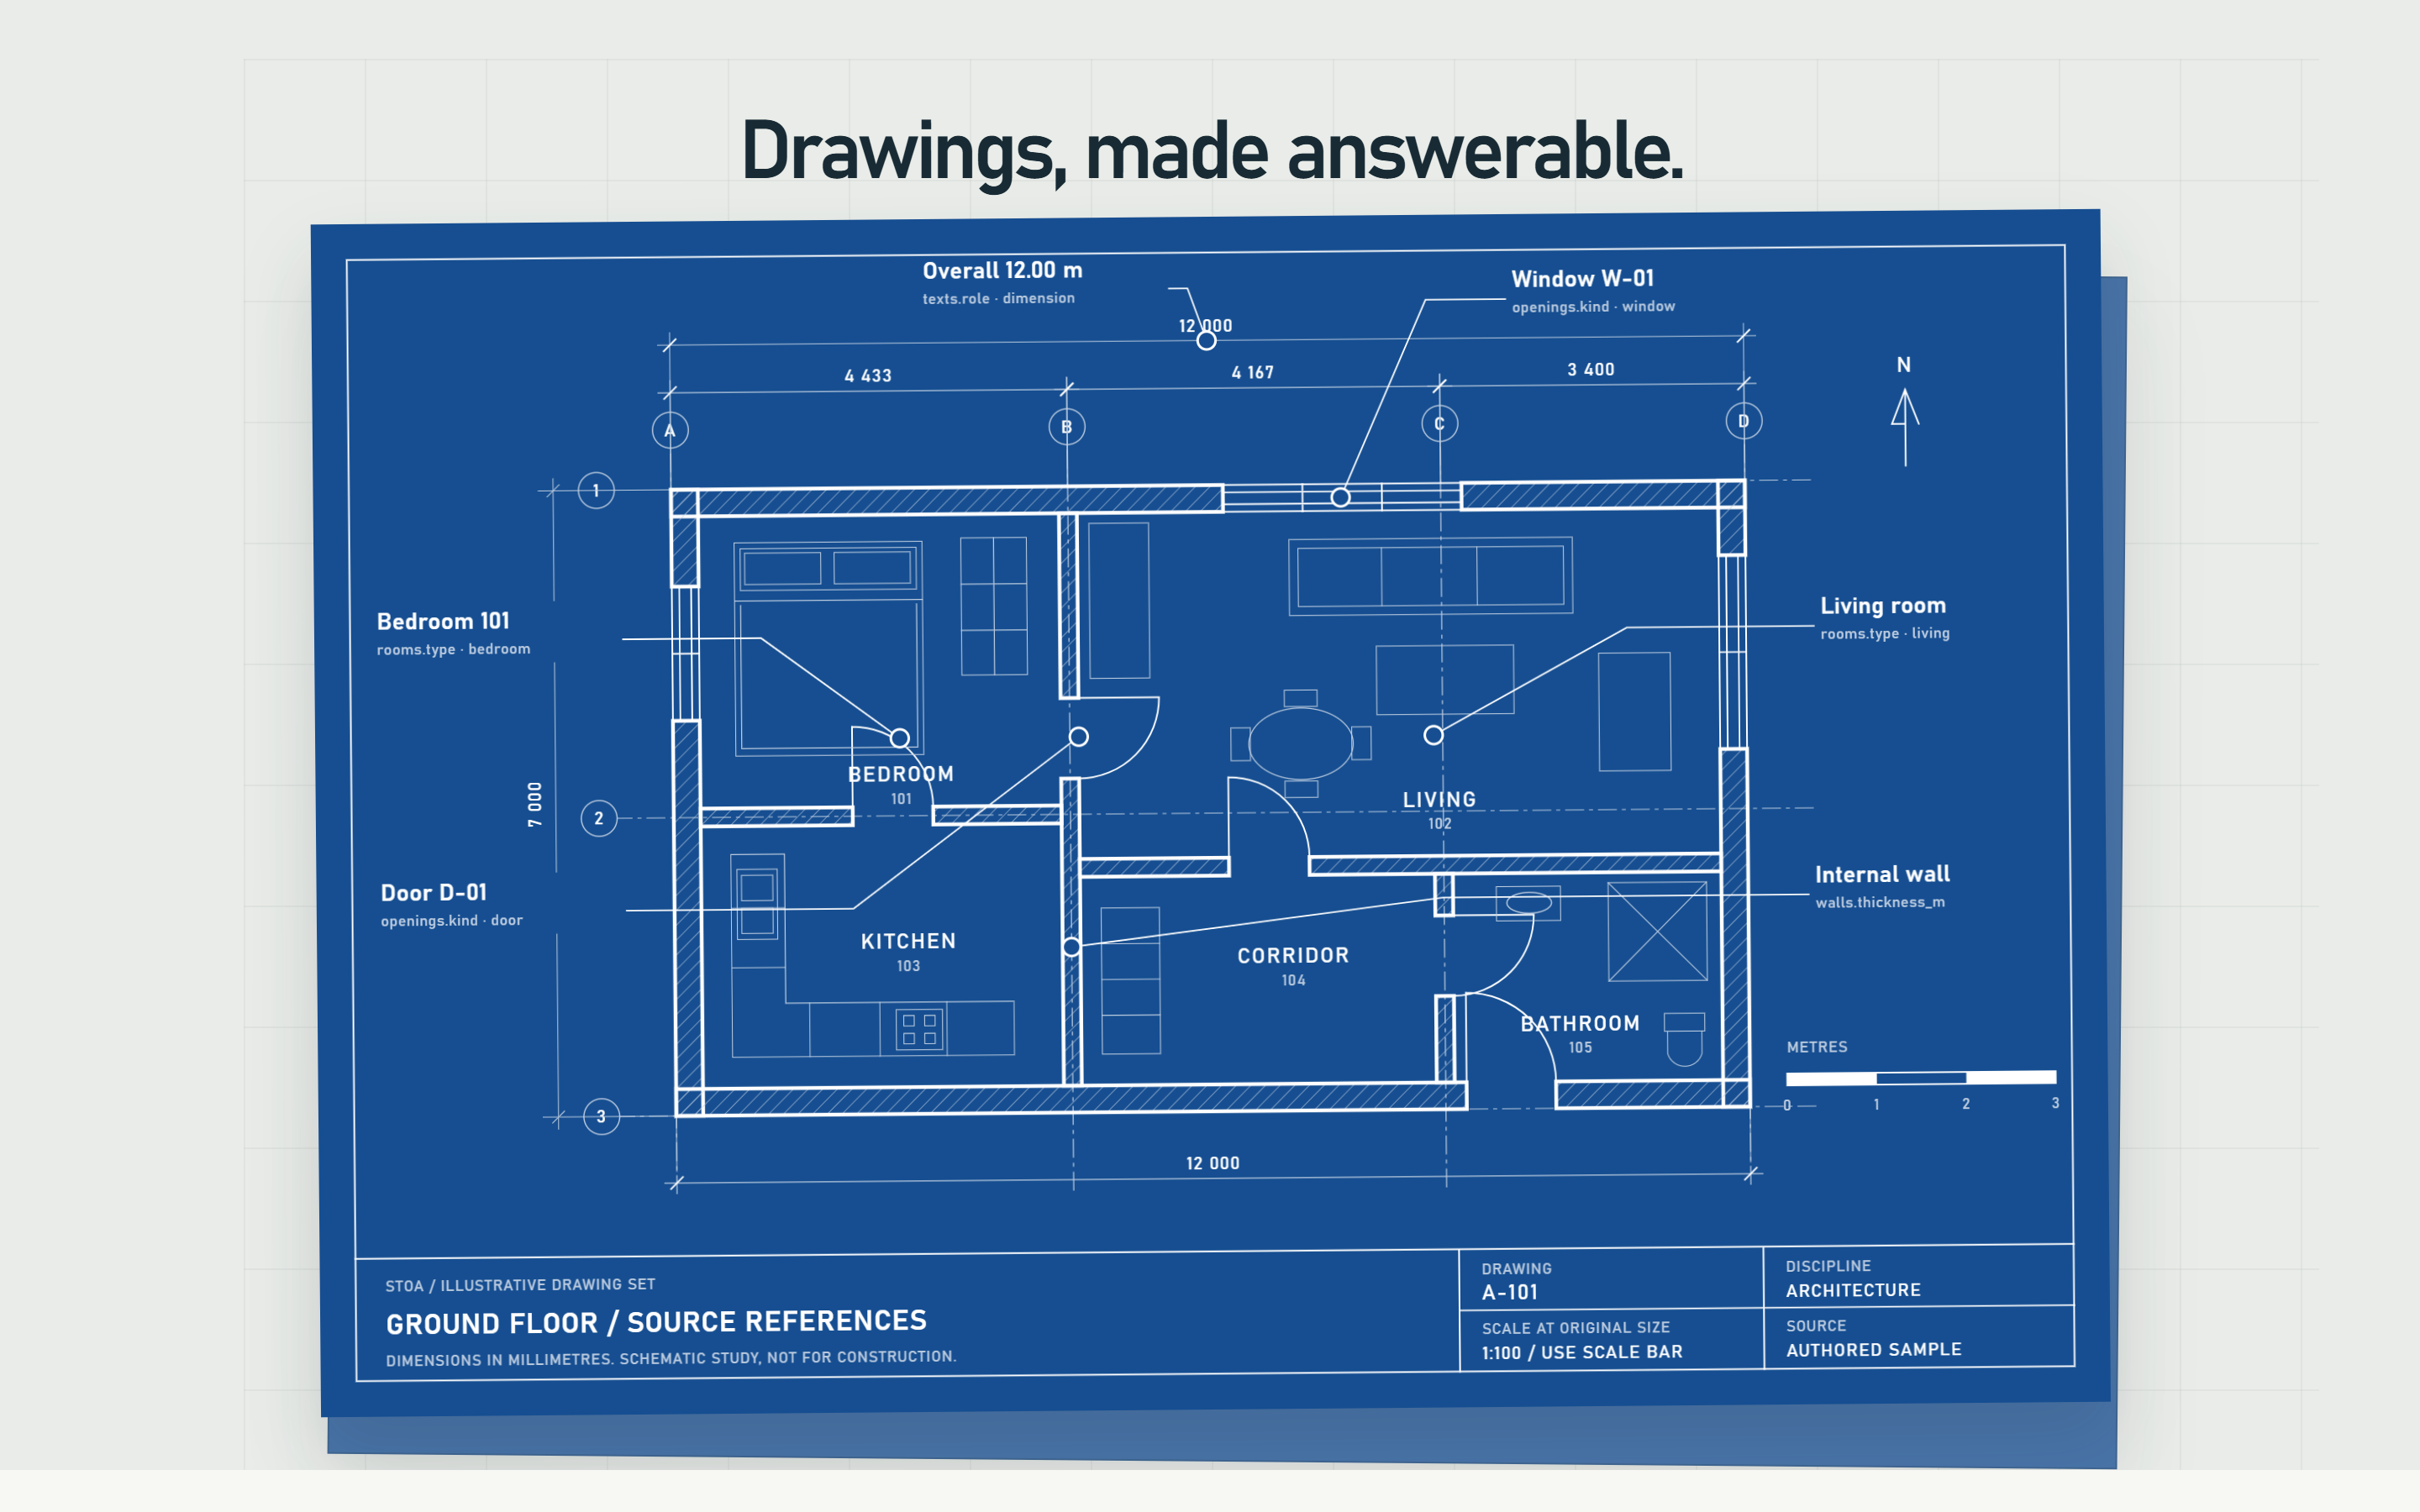 Drawings, made answerable.
Overall 12.00 m
texts.role · dimension
Window W-01
openings.kind · window
12 000
4 433
4 167
3 400
N
A
B
C
D
1
Bedroom 101
rooms.type · bedroom
Living room
rooms.type · living
BEDROOM
101
LIVING
102
7 000
2
Door D-01
openings.kind · door
Internal wall
walls.thickness_m
KITCHEN
103
CORRIDOR
104
BATHROOM
105
METRES
0 1 2 3
3
12 000
STOA / ILLUSTRATIVE DRAWING SET
GROUND FLOOR / SOURCE REFERENCES
DIMENSIONS IN MILLIMETRES. SCHEMATIC STUDY, NOT FOR CONSTRUCTION.
DRAWING
A-101
DISCIPLINE
ARCHITECTURE
SCALE AT ORIGINAL SIZE
1:100 / USE SCALE BAR
SOURCE
AUTHORED SAMPLE